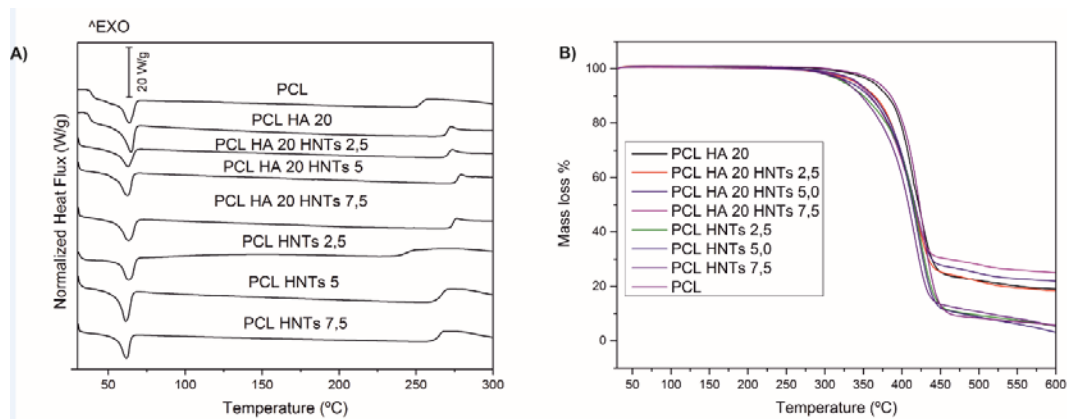 ^EXO
A)
20 W/g
PCL
PCL HA 20
PCL HA 20 HNTs 2,5
PCL HA 20 HNTs 5
PCL HA 20 HNTs 7,5
PCL HNTs 2,5
PCL HNTs 5
PCL HNTs 7,5
Normalized Heat Flux (W/g)
50 100 150 200 250 300
Temperature (ºC)
B)
100
80
60
40
20
0
Mass loss %
PCL HA 20
PCL HA 20 HNTs 2,5
PCL HA 20 HNTs 5,0
PCL HA 20 HNTs 7,5
PCL HNTs 2,5
PCL HNTs 5,0
PCL HNTs 7,5
PCL
50 100 150 200 250 300 350 400 450 500 550 600
Temperature (ºC)